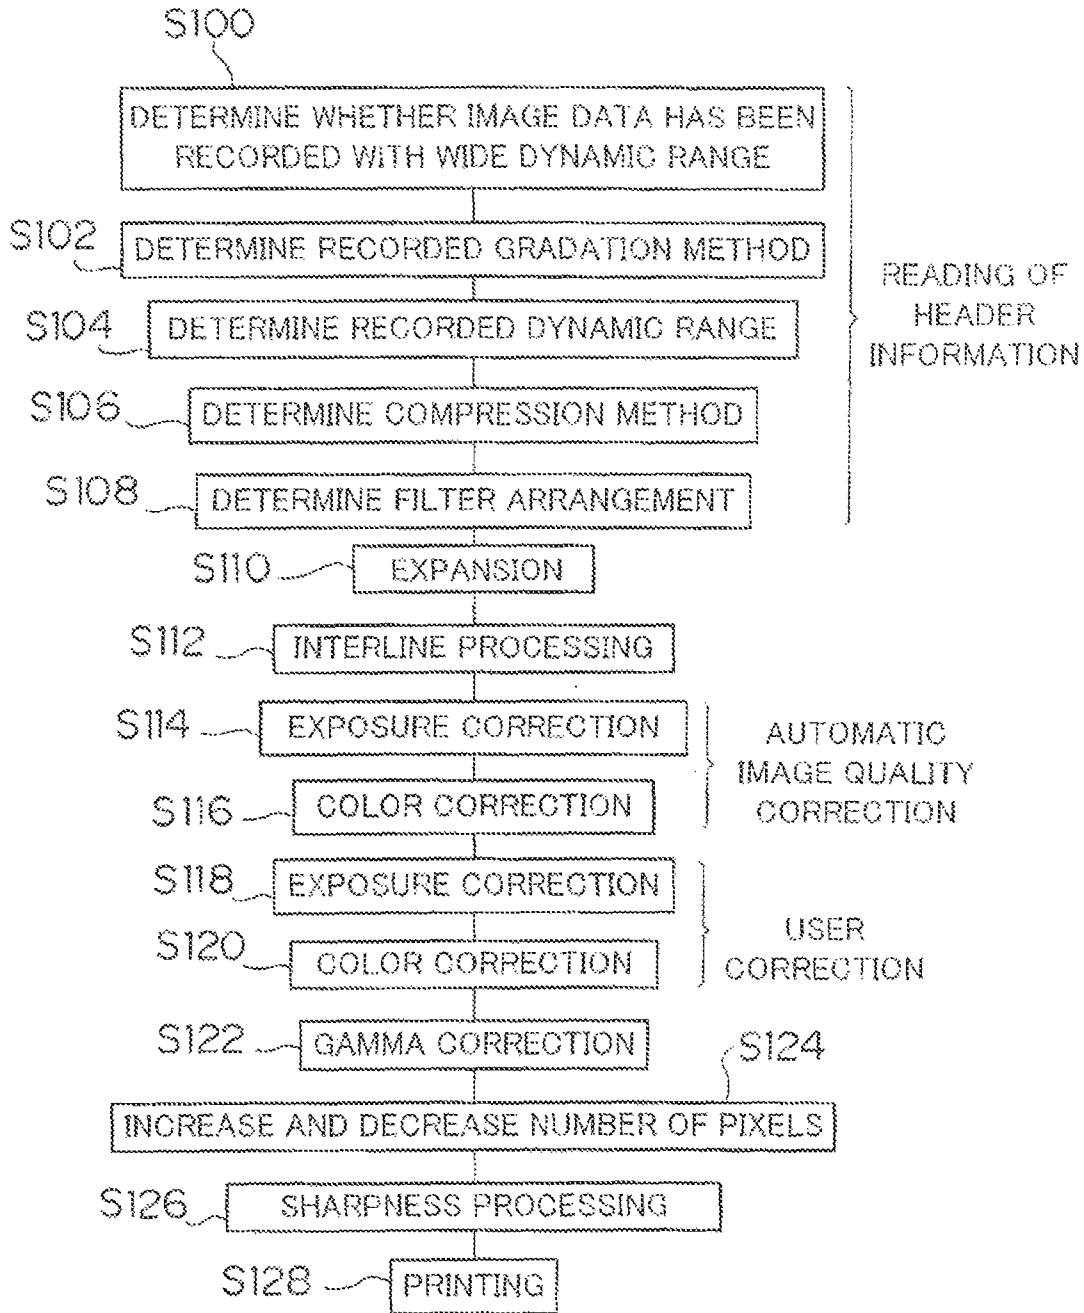 S100
DETERMINE WHETHER IMAGE DATA HAS BEEN
RECORDED WITH WIDE DYNAMIC RANGE
S102
DETERMINE RECORDED GRADATION METHOD
S104
DETERMINE RECORDED DYNAMIC RANGE
READING OF
HEADER
INFORMATION
S106
DETERMINE COMPRESSION METHOD
S108
DETERMINE FILTER ARRANGEMENT
S110
EXPANSION
S112
INTERLINE PROCESSING
S114
EXPOSURE CORRECTION
S116
COLOR CORRECTION
AUTOMATIC
IMAGE QUALITY
CORRECTION
S118
EXPOSURE CORRECTION
S120
COLOR CORRECTION
USER
CORRECTION
S122
GAMMA CORRECTION
S124
INCREASE AND DECREASE NUMBER OF PIXELS
S126
SHARPNESS PROCESSING
S128
PRINTING